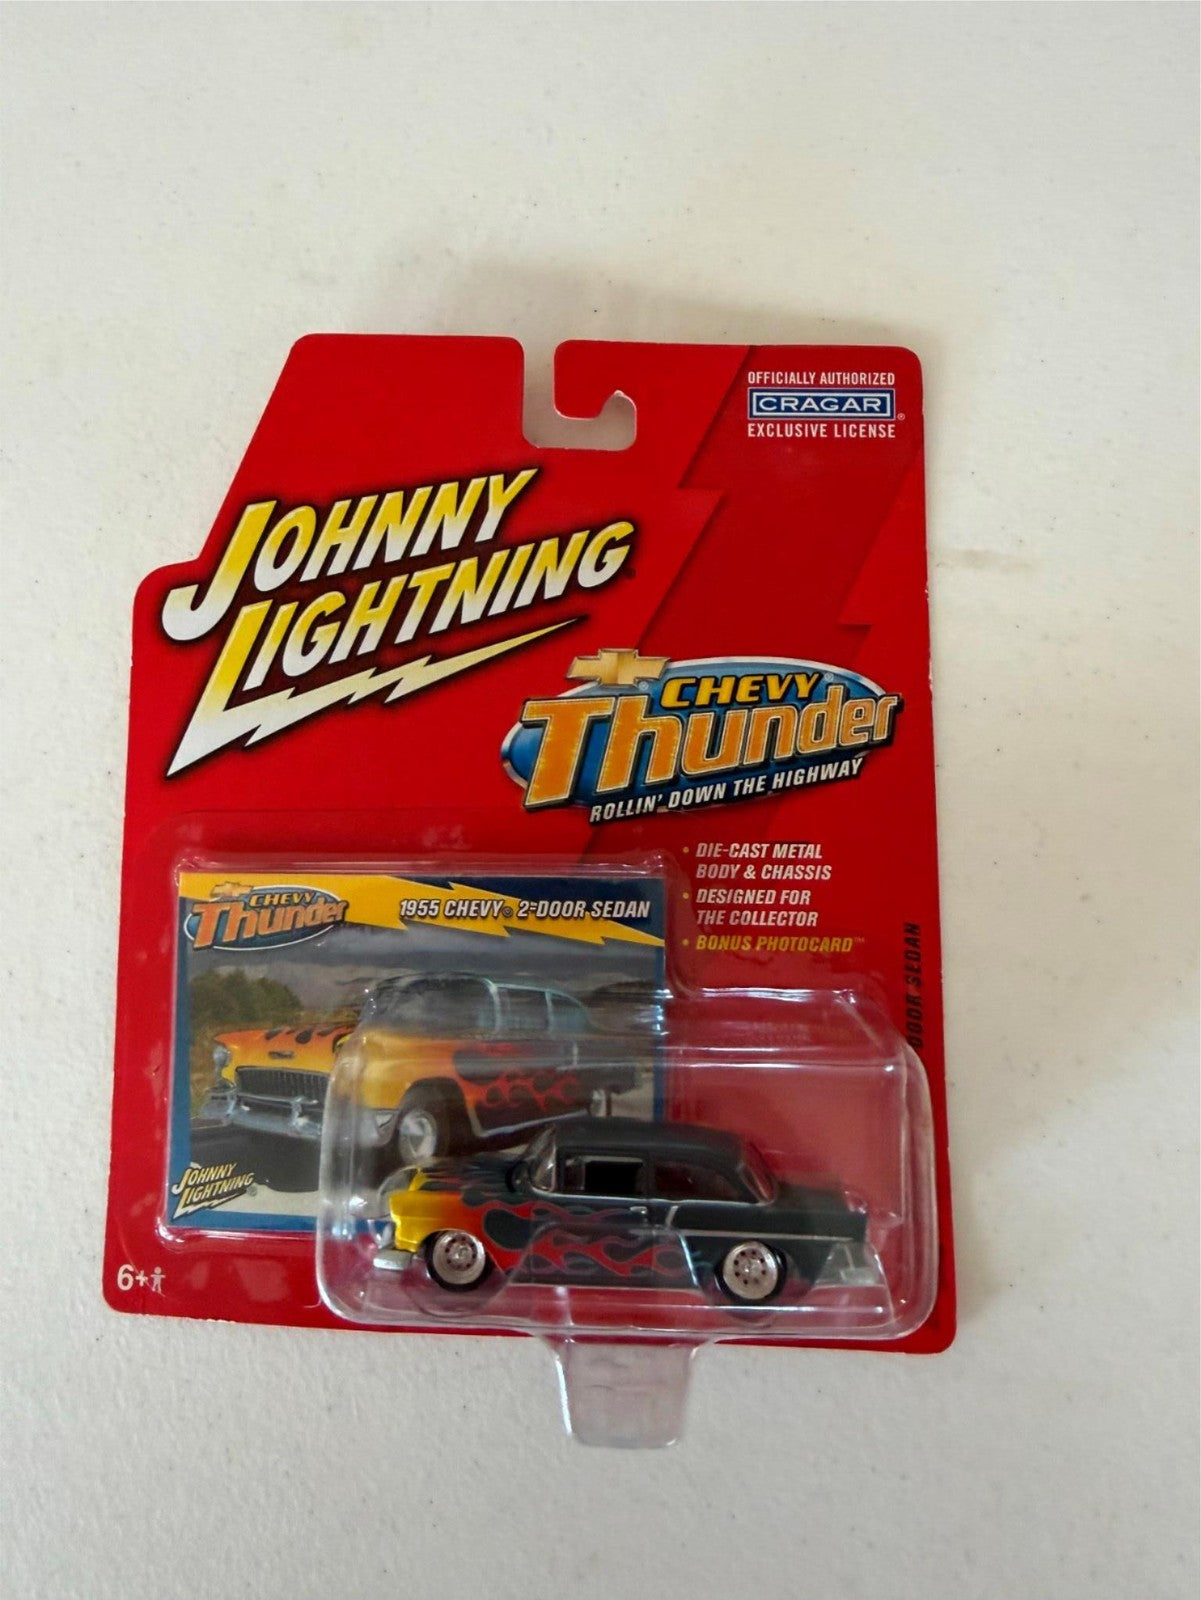 OFFICIALLY AUTHORIZED
CRAGAR®
EXCLUSIVE LICENSE
JOHNNY
LIGHTNING®
CHEVY®
Thunder
ROLLIN' DOWN THE HIGHWAY
• DIE-CAST METAL
BODY & CHASSIS
• DESIGNED FOR
THE COLLECTOR
• BONUS PHOTOCARD™
CHEVY
Thunder
1955 CHEVY® 2-DOOR SEDAN
JOHNNY
LIGHTNING®
6+
DOOR SEDAN